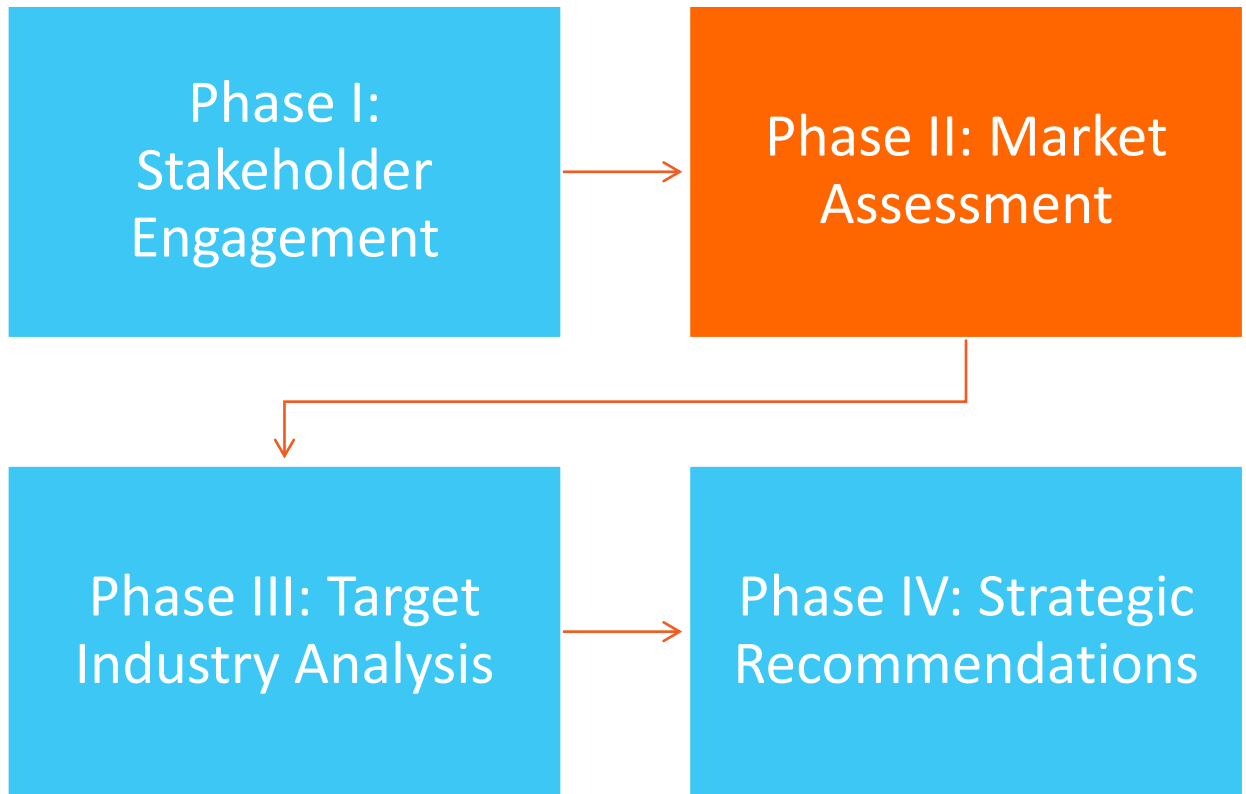 Phase I:
Stakeholder
Engagement
Phase II: Market
Assessment
Phase III: Target
Industry Analysis
Phase IV: Strategic
Recommendations